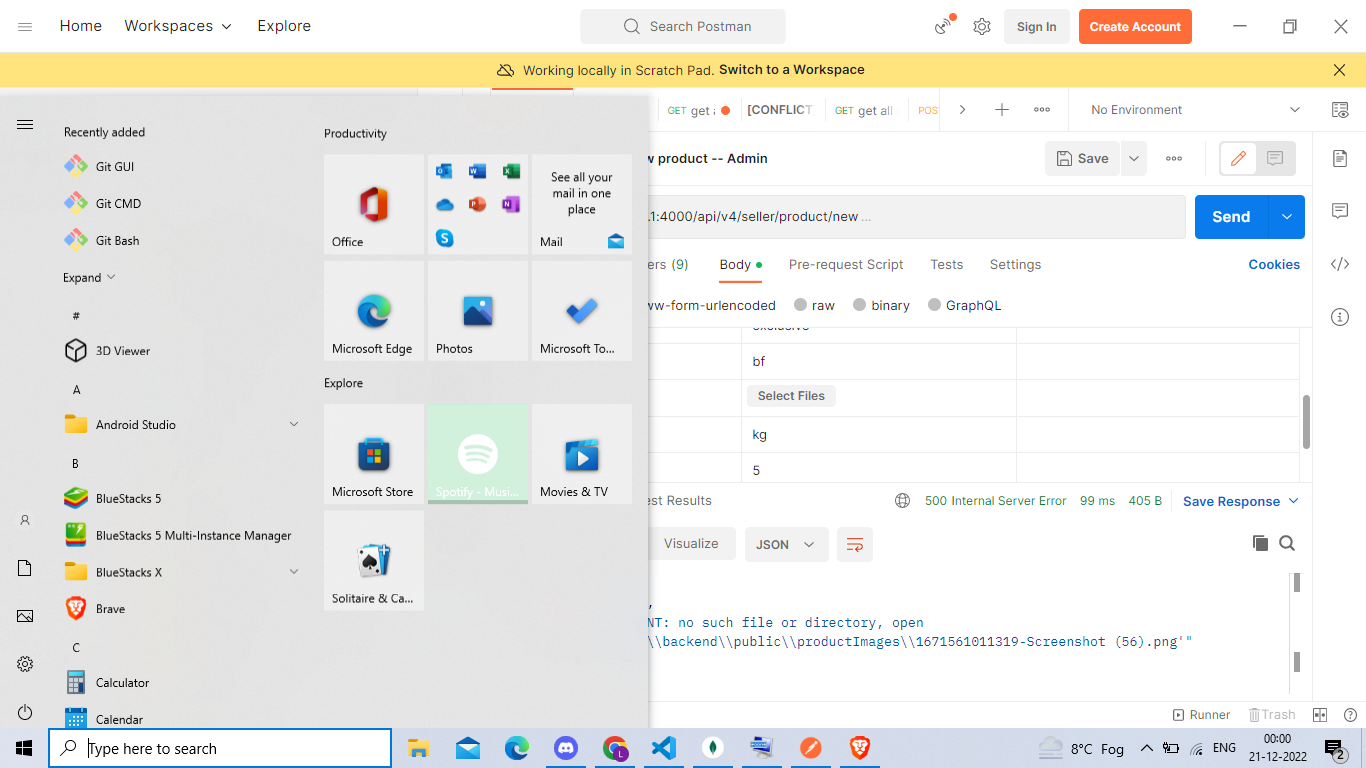 Home
Workspaces
Explore
Search Postman
Sign In
Create Account
Working locally in Scratch Pad. Switch to a Workspace
GET get
[CONFLICT
GET get all
POS
No Environment
Recently added
Git GUI
Git CMD
Git Bash
Expand
#
3D Viewer
A
Android Studio
B
BlueStacks 5
BlueStacks 5 Multi-Instance Manager
BlueStacks X
Brave
C
Calculator
Calendar
Productivity
Office
See all your
mail in one
place
Mail
Microsoft Edge
Photos
Microsoft To...
Explore
Microsoft Store
Spotify - Musi...
Movies & TV
Solitaire & Ca...
w product -- Admin
Save
.1:4000/api/v4/seller/product/new ...
Send
ers (9)
Body
Pre-request Script
Tests
Settings
Cookies
ww-form-urlencoded
raw
binary
GraphQL
exclusive
bf
Select Files
kg
5
est Results
500 Internal Server Error
99 ms
405 B
Save Response
Visualize
JSON
,
NT: no such file or directory, open
\\backend\\public\\productImages\\1671561011319-Screenshot (56).png'"
Runner
Trash
Type here to search
8°C Fog
ENG
00:00
21-12-2022
2